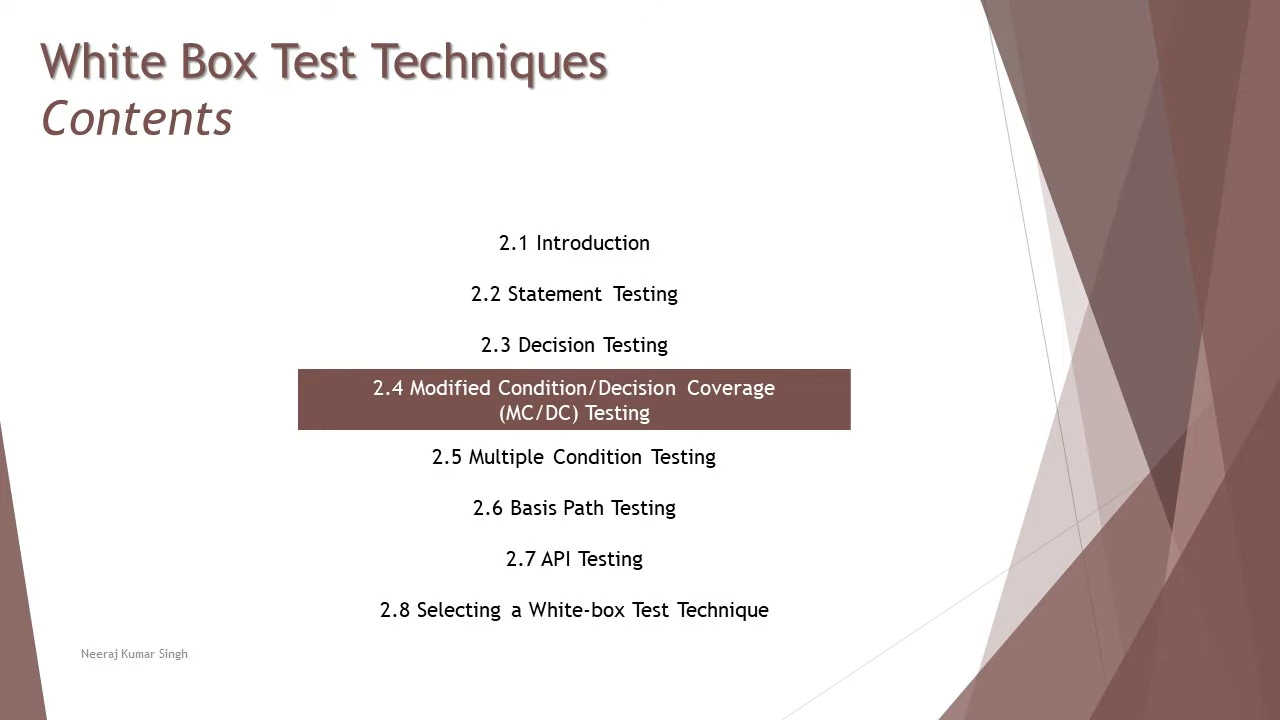 White Box Test Techniques
Contents
2.1 Introduction
2.2 Statement Testing
2.3 Decision Testing
2.4 Modified Condition/Decision Coverage
(MC/DC) Testing
2.5 Multiple Condition Testing
2.6 Basis Path Testing
2.7 API Testing
2.8 Selecting a White-box Test Technique
Neeraj Kumar Singh